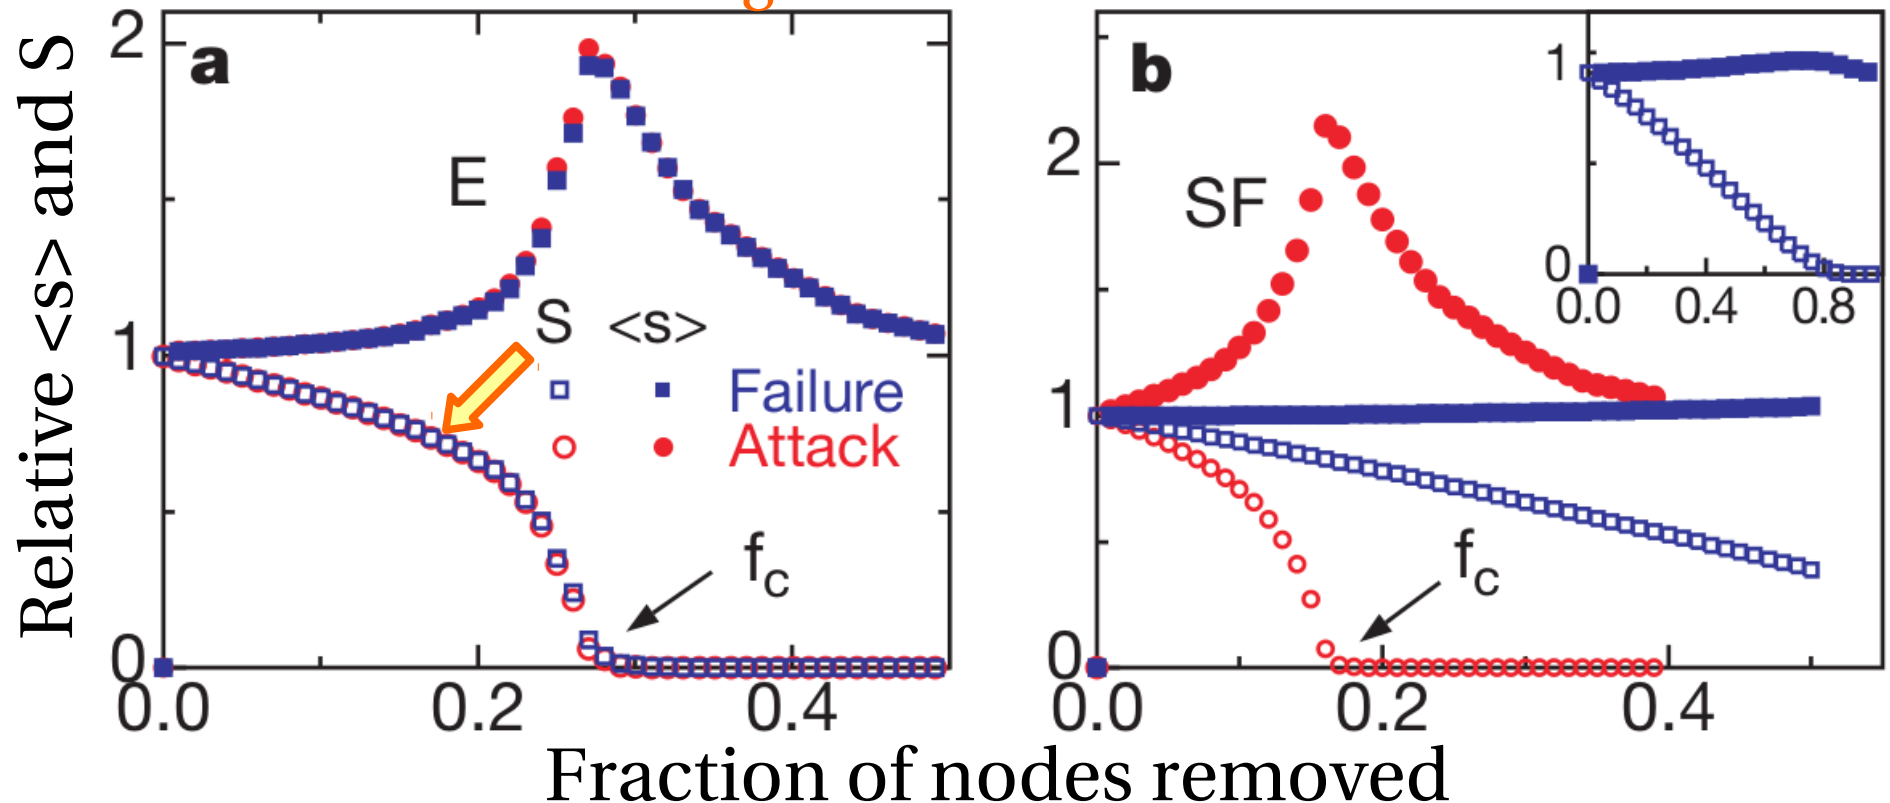 g
Relative <s> and S
a
E
S <s>
Failure
Attack
f_c
2
1
0
0.0 0.2 0.4
b
SF
f_c
2
1
0
0.0 0.2 0.4
1
0
0.0 0.4 0.8
Fraction of nodes removed